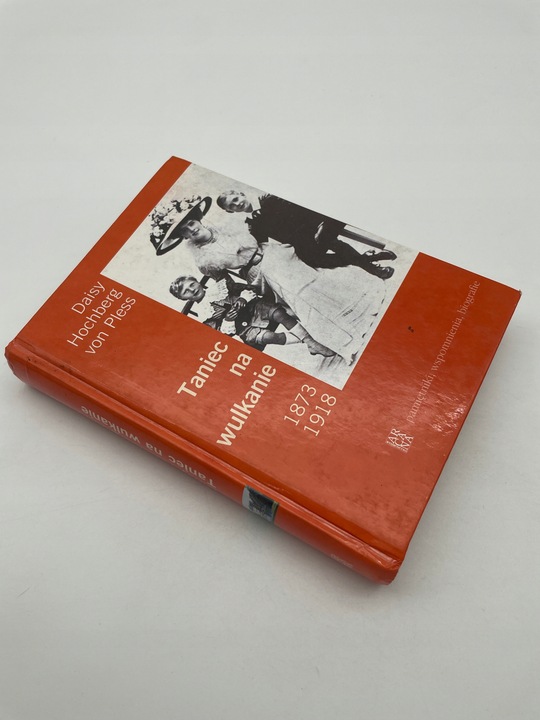 Daisy
Hochberg
von Pless
Taniec
na
wulkanie
1873
1918
pamiętniki, wspomnienia, biografie
Taniec na wulkanie